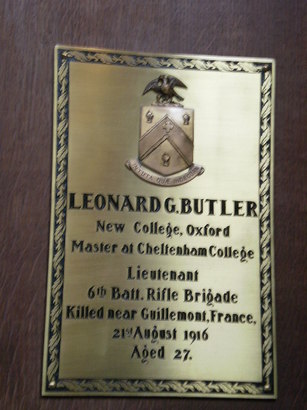 LEONARD G. BUTLER
New College, Oxford
Master at Cheltenham College
Lieutenant
6th Batt. Rifle Brigade
Killed near Guillemont, France,
21st August 1916
Aged 27.